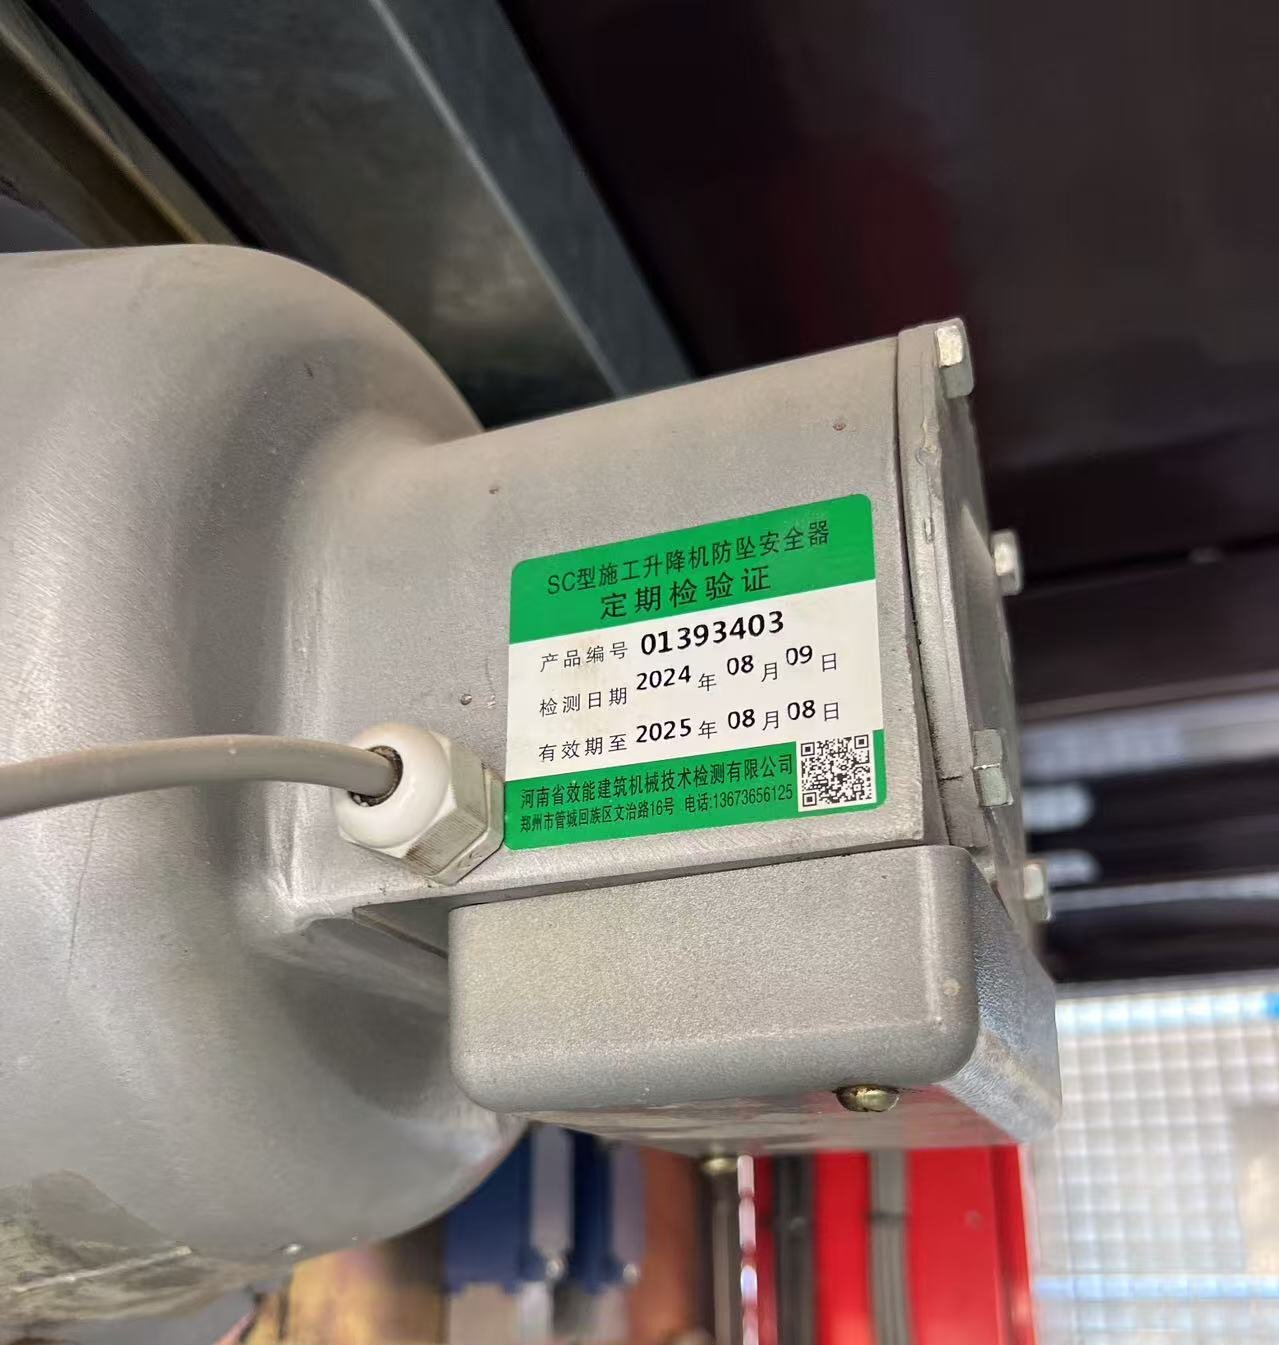 SC型施工升降机防坠安全器
定期检验证
产品编号 01393403
检测日期 2024 年 08 月 09 日
有效期至 2025 年 08 月 08 日
河南省效能建筑机械技术检测有限公司
郑州市管城回族区文治路16号 电话:13673656125